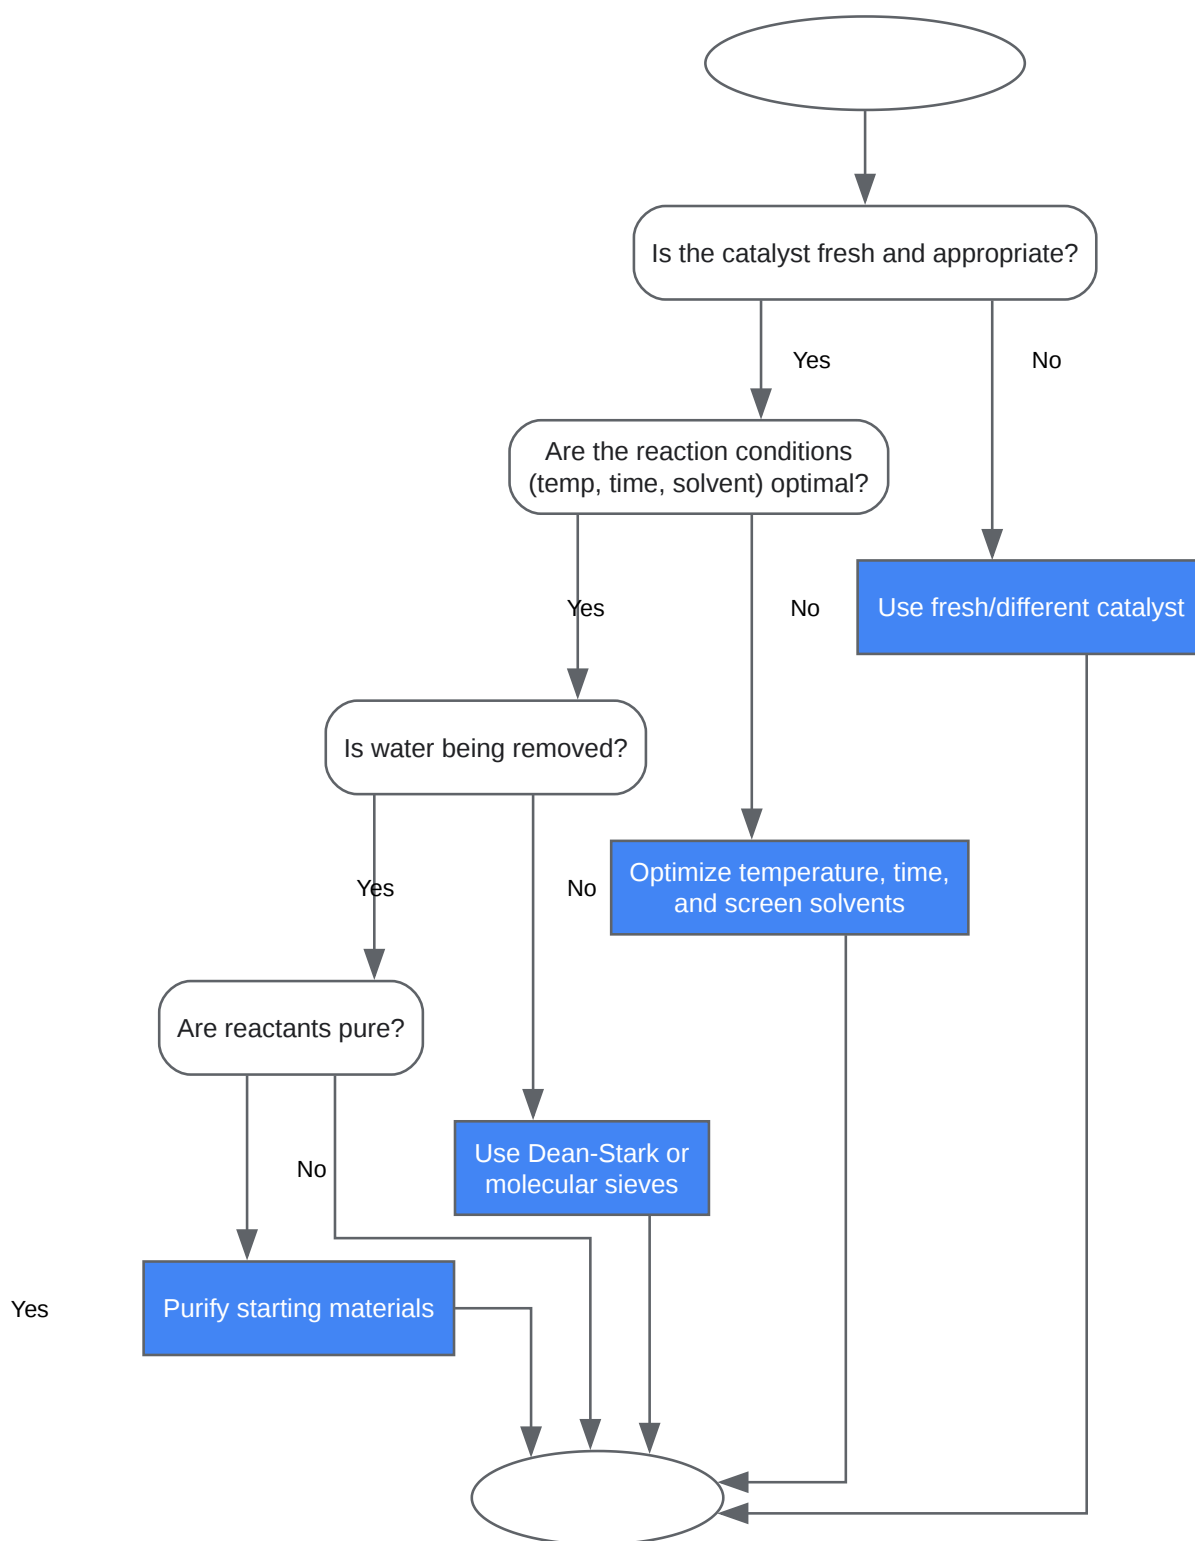 Is the catalyst fresh and appropriate?
Yes
No
Are the reaction conditions
(temp, time, solvent) optimal?
Yes
No
Use fresh/different catalyst
Is water being removed?
Yes
No
Optimize temperature, time,
and screen solvents
Are reactants pure?
No
Use Dean-Stark or
molecular sieves
Yes
Purify starting materials